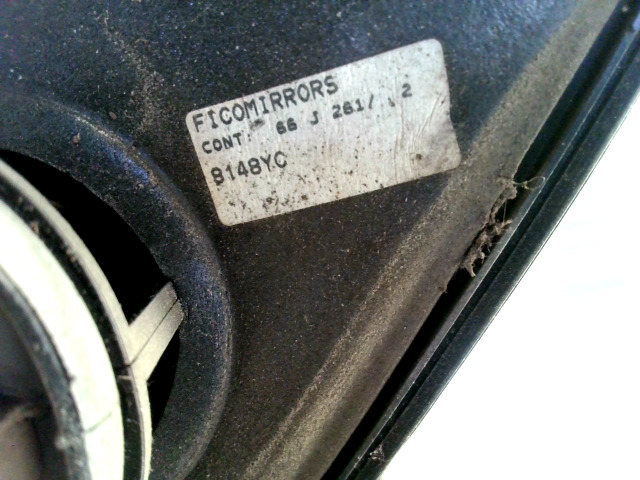 FICOMIRRORS
CONT: 66 J 261/ 2
8148YC